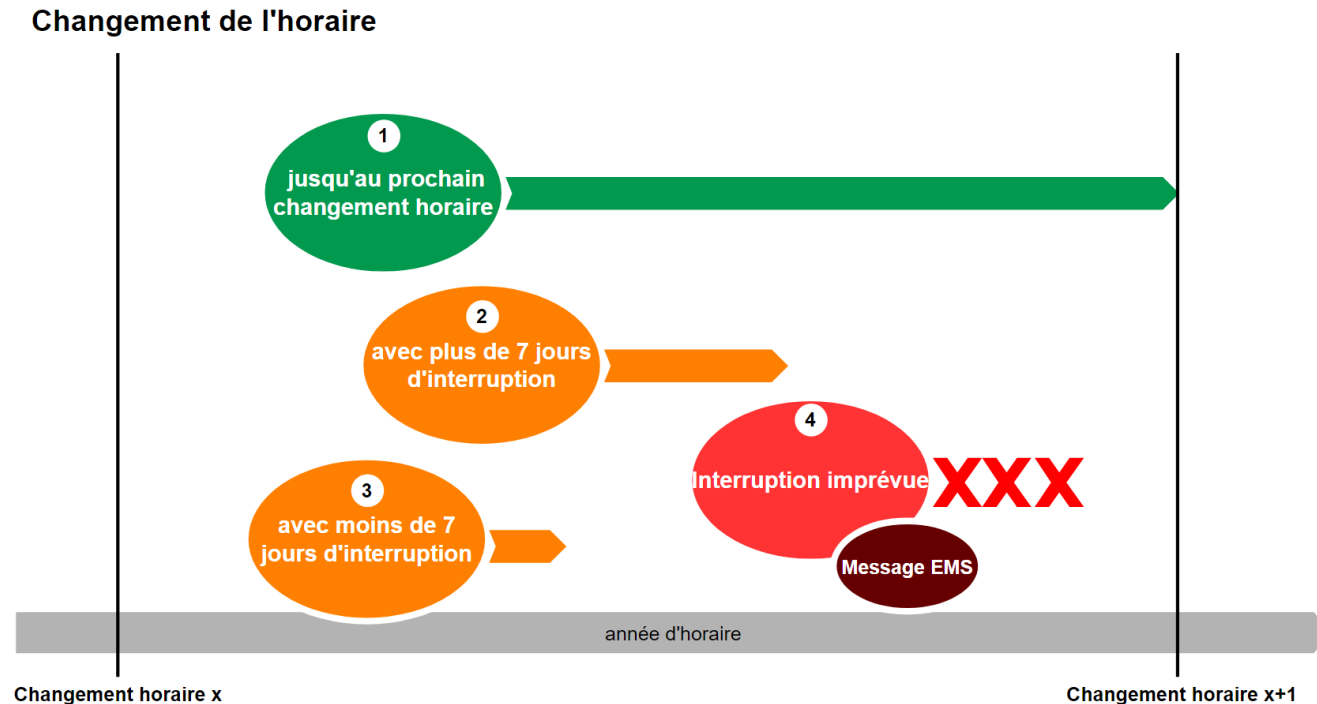 Changement de l'horaire
1
jusqu'au prochain
changement horaire
2
avec plus de 7 jours
d'interruption
4
Interruption imprévue
XXX
3
avec moins de 7
jours d'interruption
Message EMS
année d'horaire
Changement horaire x
Changement horaire x+1